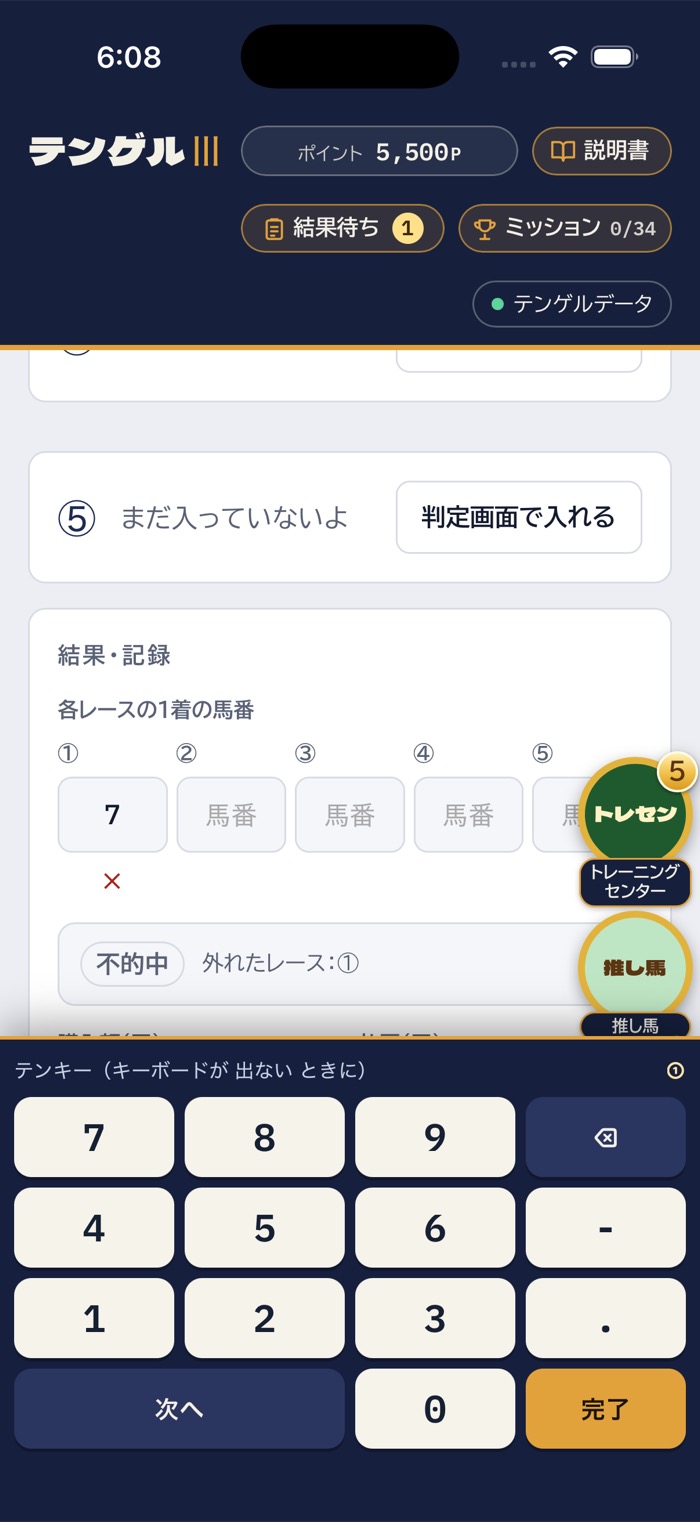 6:08
テンゲル
ポイント 5,500P
説明書
結果待ち 1
ミッション 0/34
テンゲルデータ
⑤ まだ入っていないよ
判定画面で入れる
結果・記録
各レースの1着の馬番
① ② ③ ④ ⑤
7 馬番 馬番 馬番
×
5
トレセン
トレーニング
センター
不的中 外れたレース:①
推し馬
推し馬
テンキー(キーボードが 出ない ときに) ①
7 8 9
4 5 6 -
1 2 3 .
次へ 0 完了